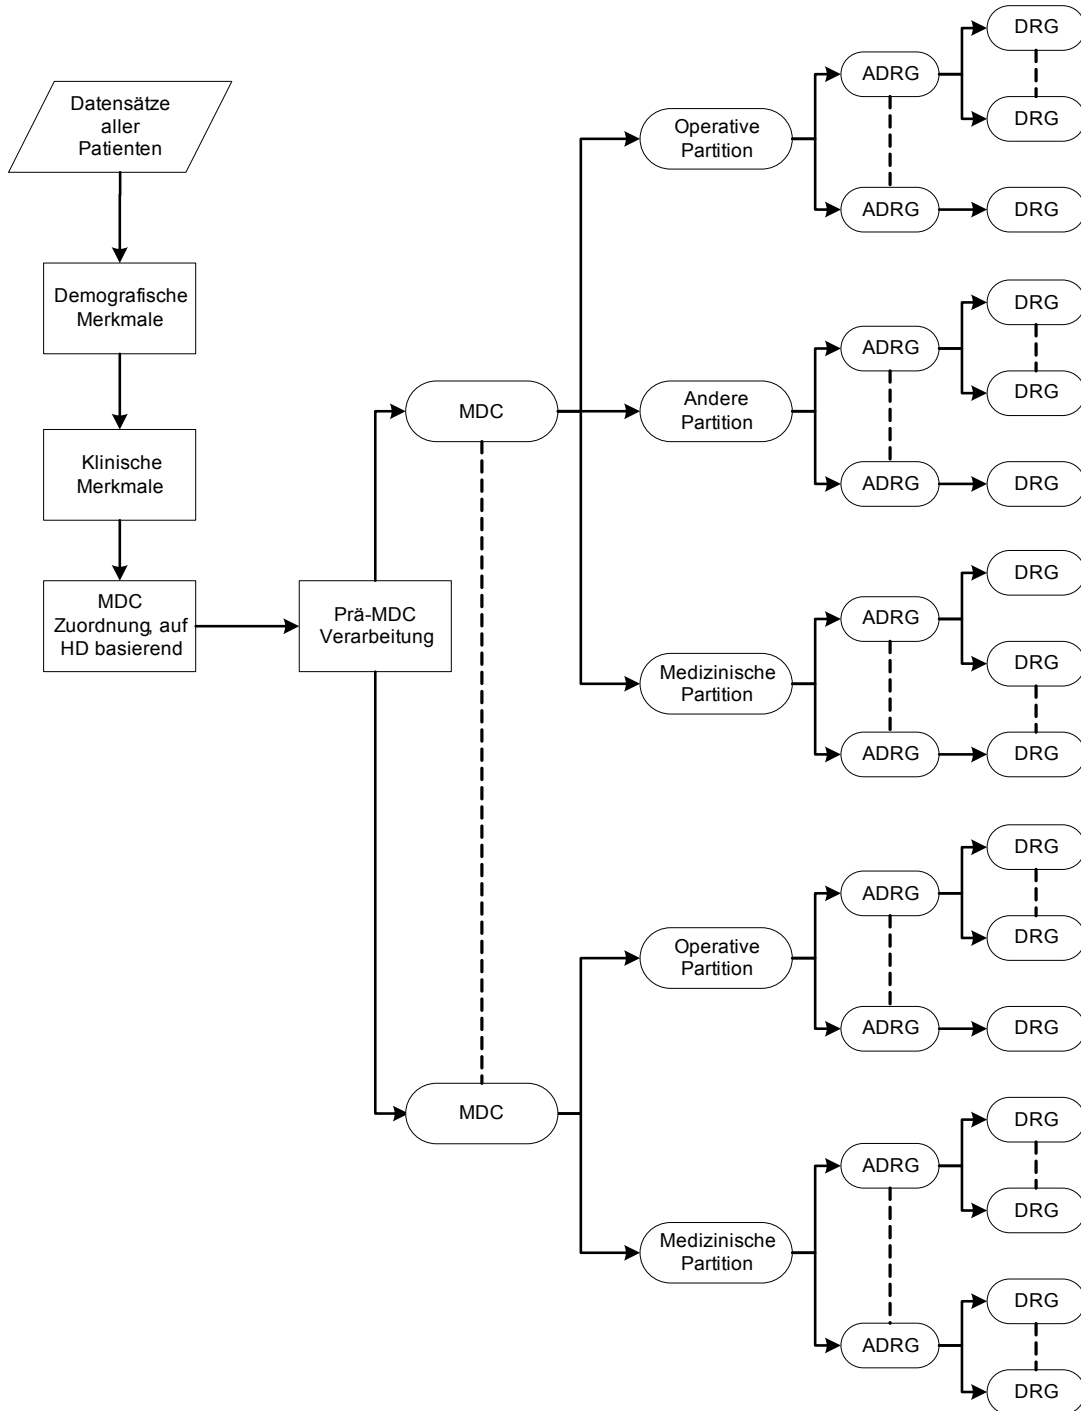 Datensätze
aller
Patienten
Demografische
Merkmale
Klinische
Merkmale
MDC
Zuordnung, auf
HD basierend
Prä-MDC
Verarbeitung
MDC
Operative
Partition
ADRG
DRG
DRG
ADRG
DRG
Andere
Partition
ADRG
DRG
DRG
ADRG
DRG
Medizinische
Partition
ADRG
DRG
DRG
ADRG
DRG
MDC
Operative
Partition
ADRG
DRG
DRG
ADRG
DRG
Medizinische
Partition
ADRG
DRG
DRG
ADRG
DRG
DRG